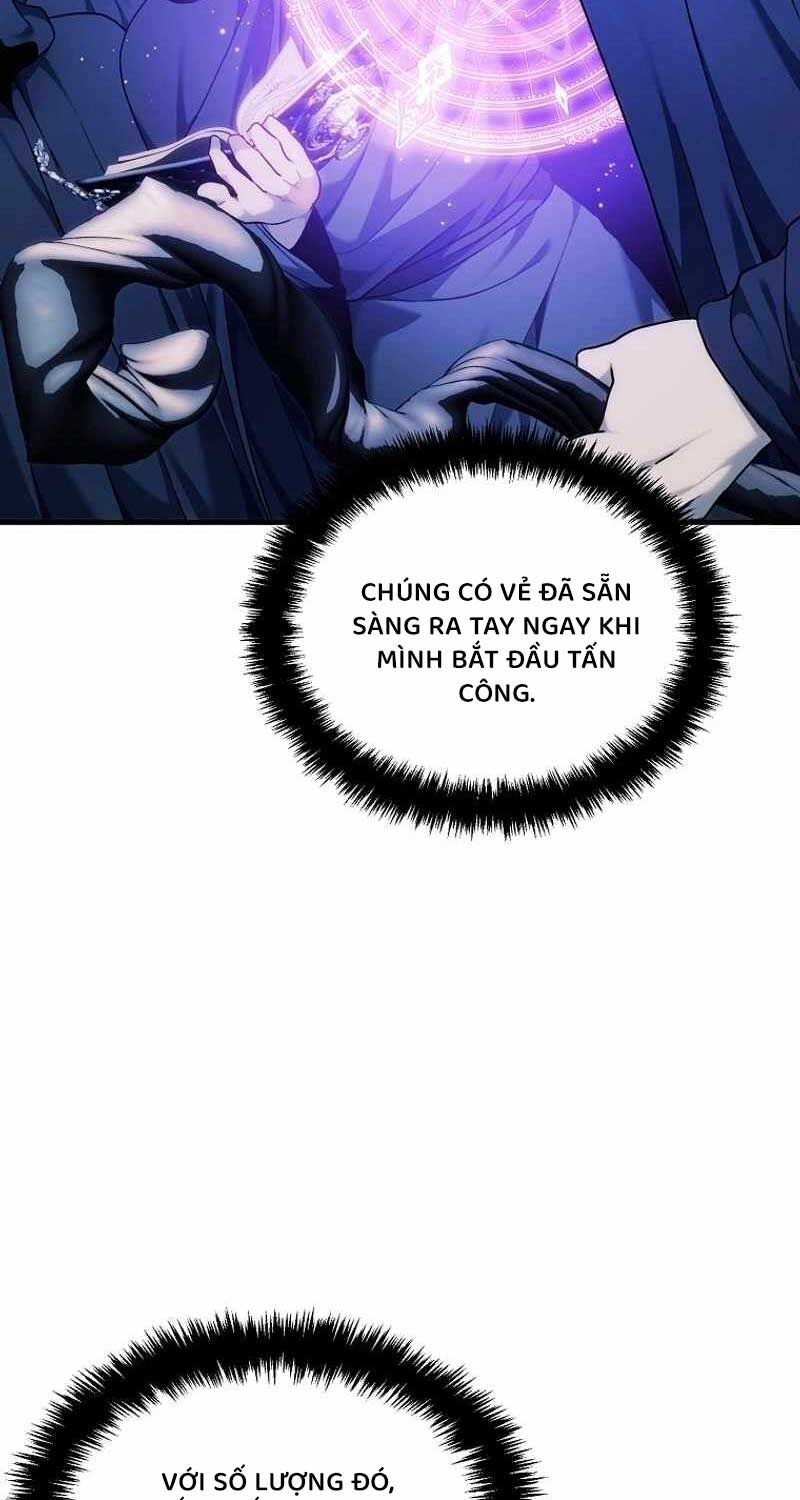 CHÚNG CÓ VẺ ĐÃ SẴN
SÀNG RA TAY NGAY KHI
MÌNH BẮT ĐẦU TẤN
CÔNG.
VỚI SỐ LƯỢNG ĐÓ,